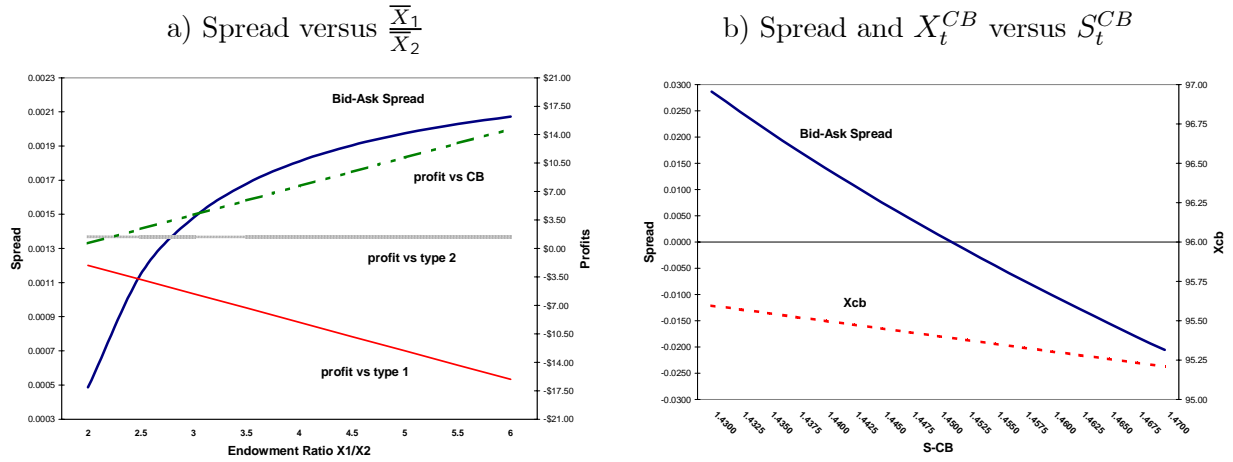 a) Spread versus X̅1/X̅2
0.0023
0.0021
0.0019
0.0017
0.0015
0.0013
0.0011
0.0009
0.0007
0.0005
0.0003
Spread
Bid-Ask Spread
profit vs CB
profit vs type 2
profit vs type 1
$21.00
$17.50
$14.00
$10.50
$7.00
$3.50
$0.00
-$3.50
-$7.00
-$10.50
-$14.00
-$17.50
-$21.00
Profits
2 2.5 3 3.5 4 4.5 5 5.5 6
Endowment Ratio X1/X2
b) Spread and X_t^CB versus S_t^CB
0.0300
0.0250
0.0200
0.0150
0.0100
0.0050
0.0000
-0.0050
-0.0100
-0.0150
-0.0200
-0.0250
-0.0300
Spread
Bid-Ask Spread
Xcb
97.00
96.75
96.50
96.25
96.00
95.75
95.50
95.25
95.00
Xcb
1.4300 1.4325 1.4350 1.4375 1.4400 1.4425 1.4450 1.4475 1.4500 1.4525 1.4550 1.4575 1.4600 1.4625 1.4650 1.4675 1.4700
S-CB